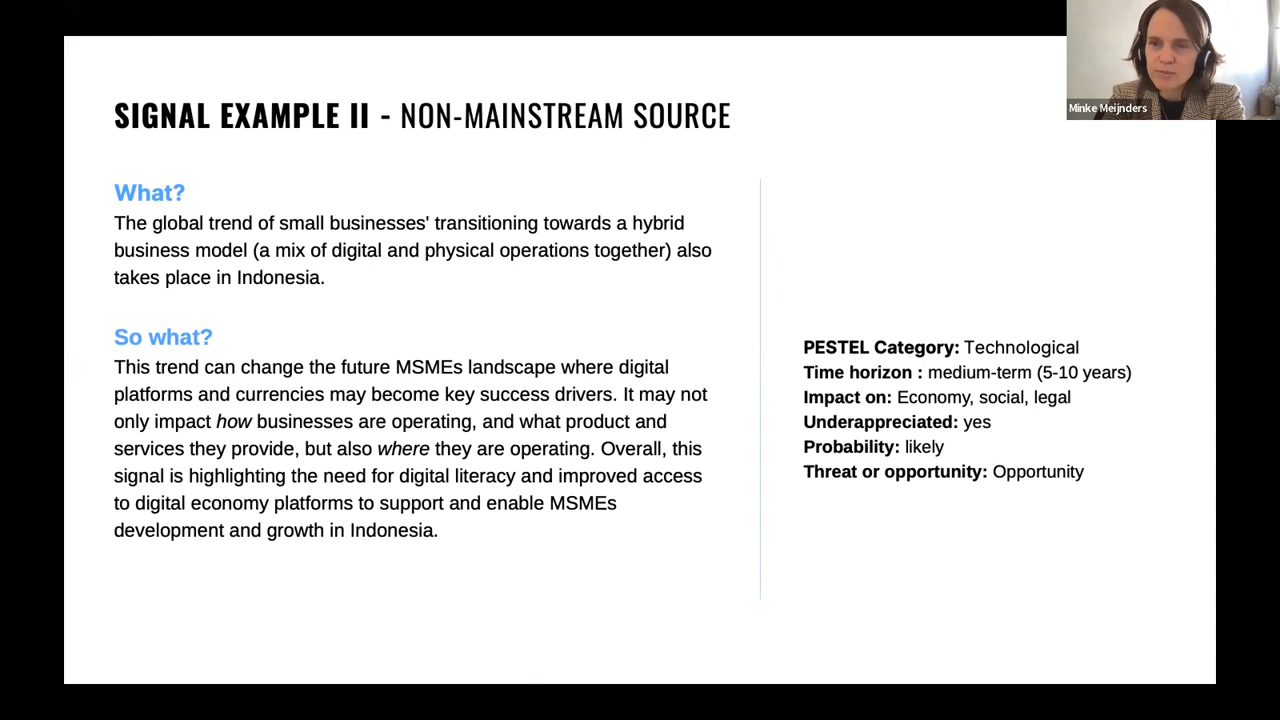 Minke Meijnders
SIGNAL EXAMPLE II - NON-MAINSTREAM SOURCE
What?
The global trend of small businesses' transitioning towards a hybrid
business model (a mix of digital and physical operations together) also
takes place in Indonesia.
So what?
This trend can change the future MSMEs landscape where digital
platforms and currencies may become key success drivers. It may not
only impact how businesses are operating, and what product and
services they provide, but also where they are operating. Overall, this
signal is highlighting the need for digital literacy and improved access
to digital economy platforms to support and enable MSMEs
development and growth in Indonesia.
PESTEL Category: Technological
Time horizon : medium-term (5-10 years)
Impact on: Economy, social, legal
Underappreciated: yes
Probability: likely
Threat or opportunity: Opportunity